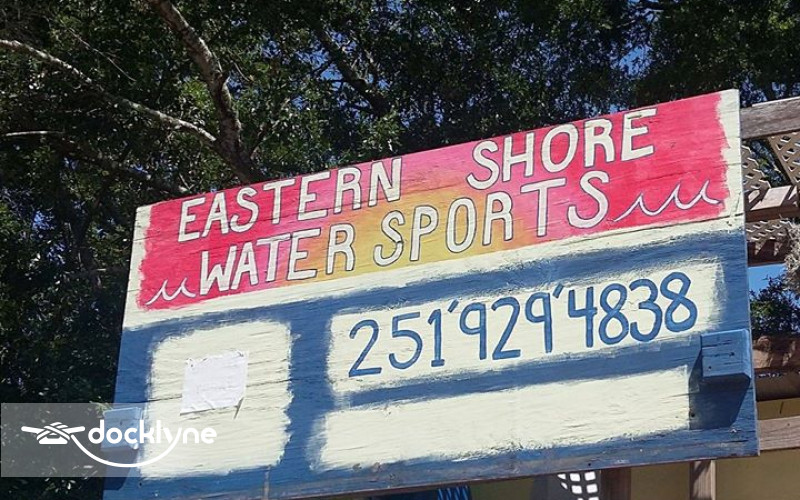 EASTERN SHORE
WATER SPORTS
251'929'4838
docklyne